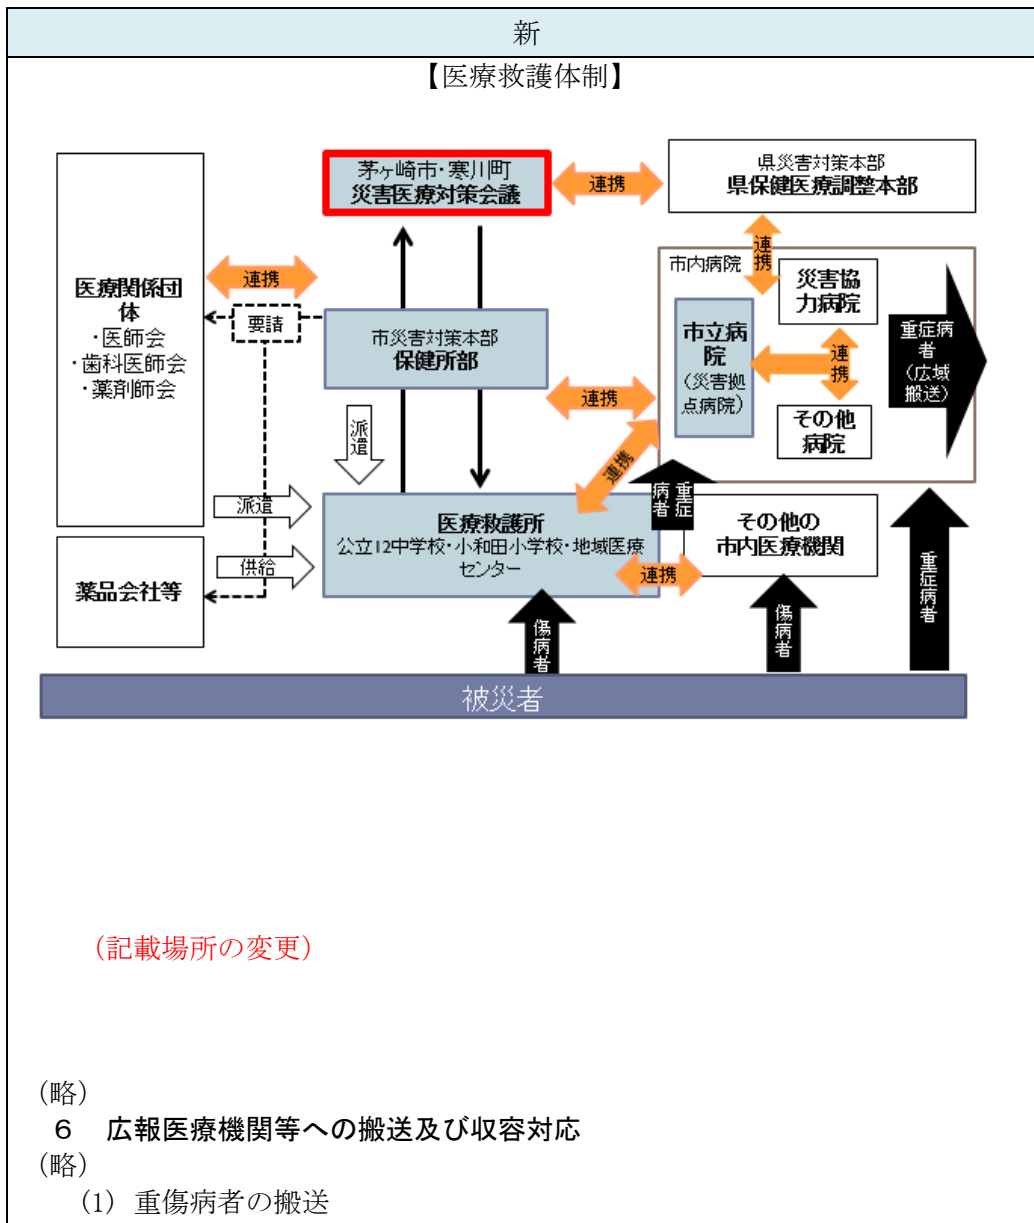 新
【医療救護体制】
茅ヶ崎市・寒川町
災害医療対策会議
連携
県災害対策本部
県保健医療調整本部
医療関係団
体
・医師会
・歯科医師会
・薬剤師会
連携
要請
市災害対策本部
保健所部
連携
市内病院
連携
災害協
力病院
市立病
院
(災害拠
点病院)
連携
その他
病院
重症病
者
(広域
搬送)
派遣
連携
重症
病者
派遣
医療救護所
公立12中学校・小和田小学校・地域医療
センター
その他の
市内医療機関
連携
供給
薬品会社等
傷病者
傷病者
重症病者
被災者
（記載場所の変更）
（略）
６　広報医療機関等への搬送及び収容対応
（略）
(1) 重傷病者の搬送